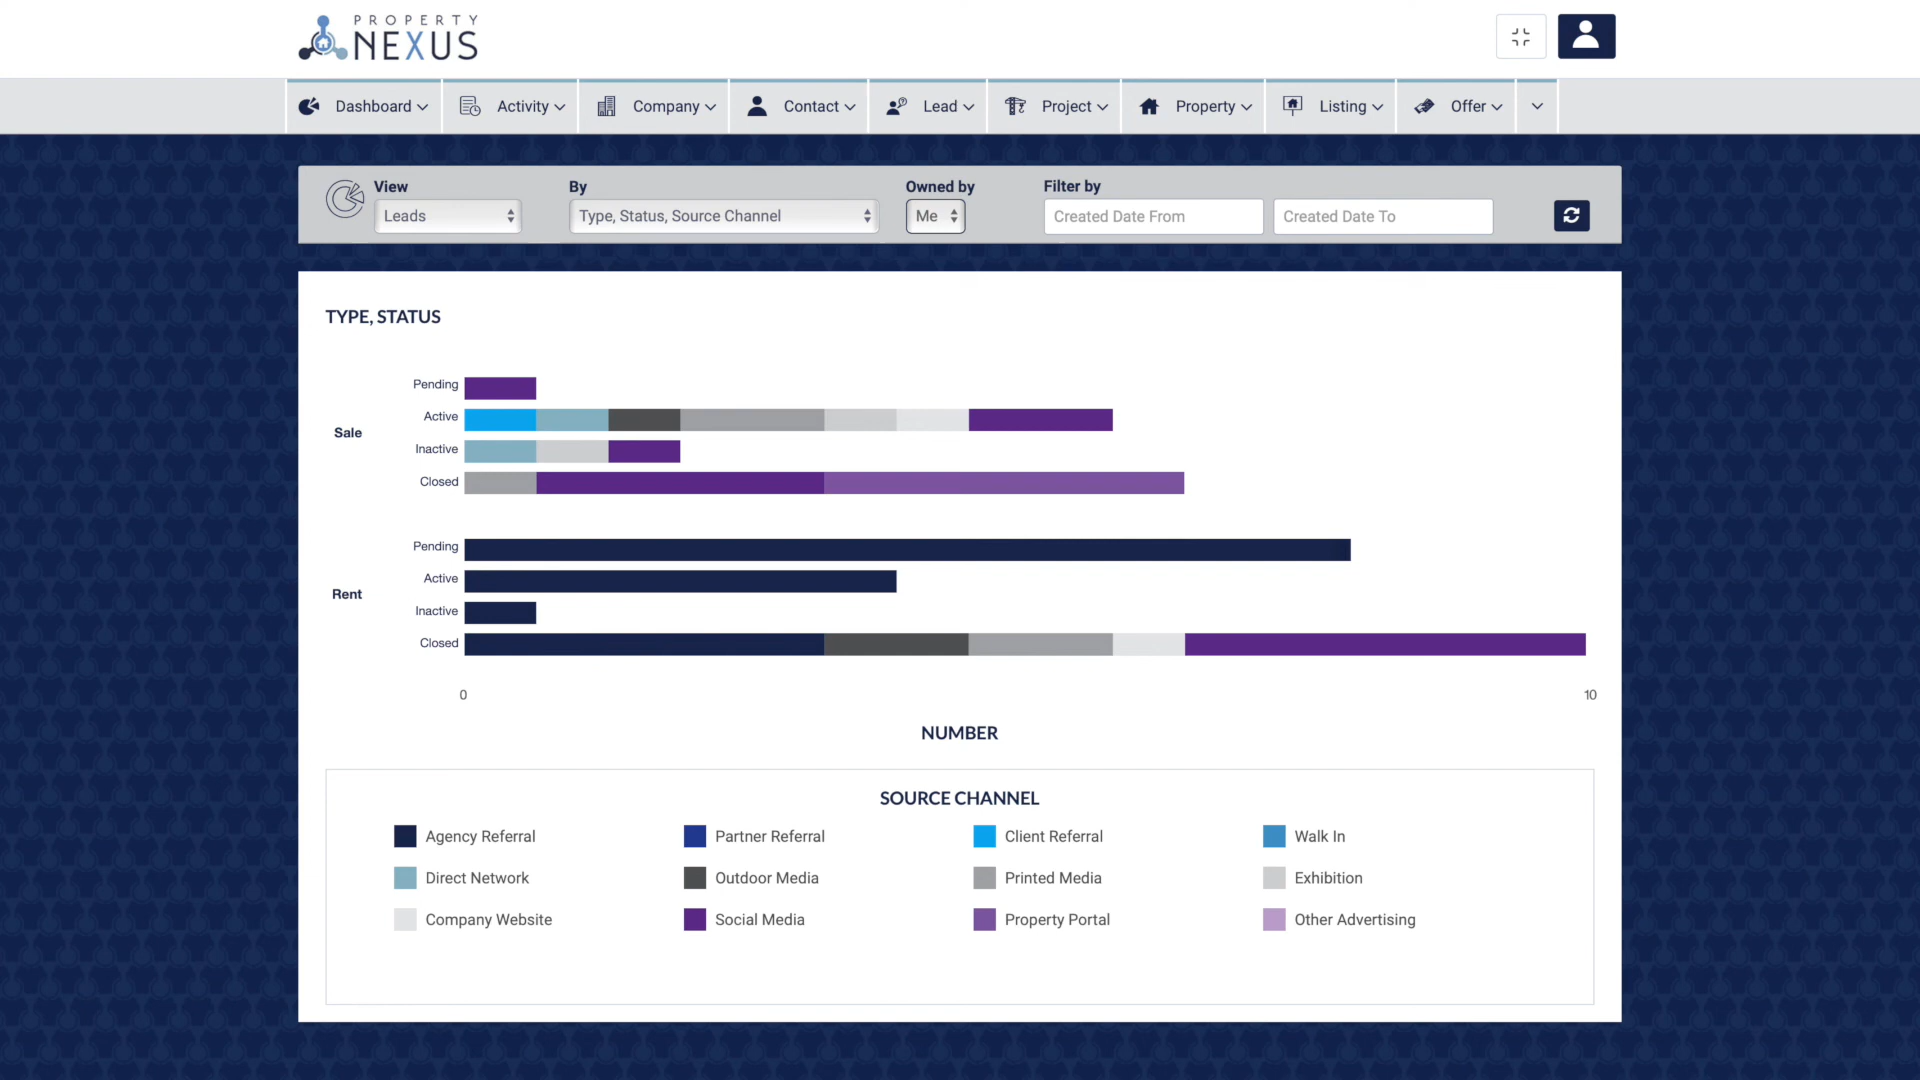 PROPERTY
NEXUS
Dashboard
Activity
Company
Contact
Lead
Project
Property
Listing
Offer
View
By
Owned by
Filter by
Leads
Type, Status, Source Channel
Me
Created Date From
Created Date To
TYPE, STATUS
Pending
Active
Sale
Inactive
Closed
Pending
Active
Rent
Inactive
Closed
0
10
NUMBER
SOURCE CHANNEL
Agency Referral
Partner Referral
Client Referral
Walk In
Direct Network
Outdoor Media
Printed Media
Exhibition
Company Website
Social Media
Property Portal
Other Advertising